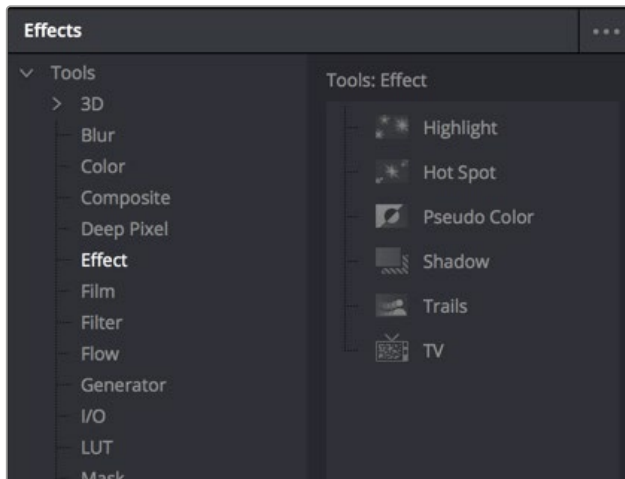 Effects
Tools
3D
Blur
Color
Composite
Deep Pixel
Effect
Film
Filter
Flow
Generator
I/O
LUT
Mask
Tools: Effect
Highlight
Hot Spot
Pseudo Color
Shadow
Trails
TV